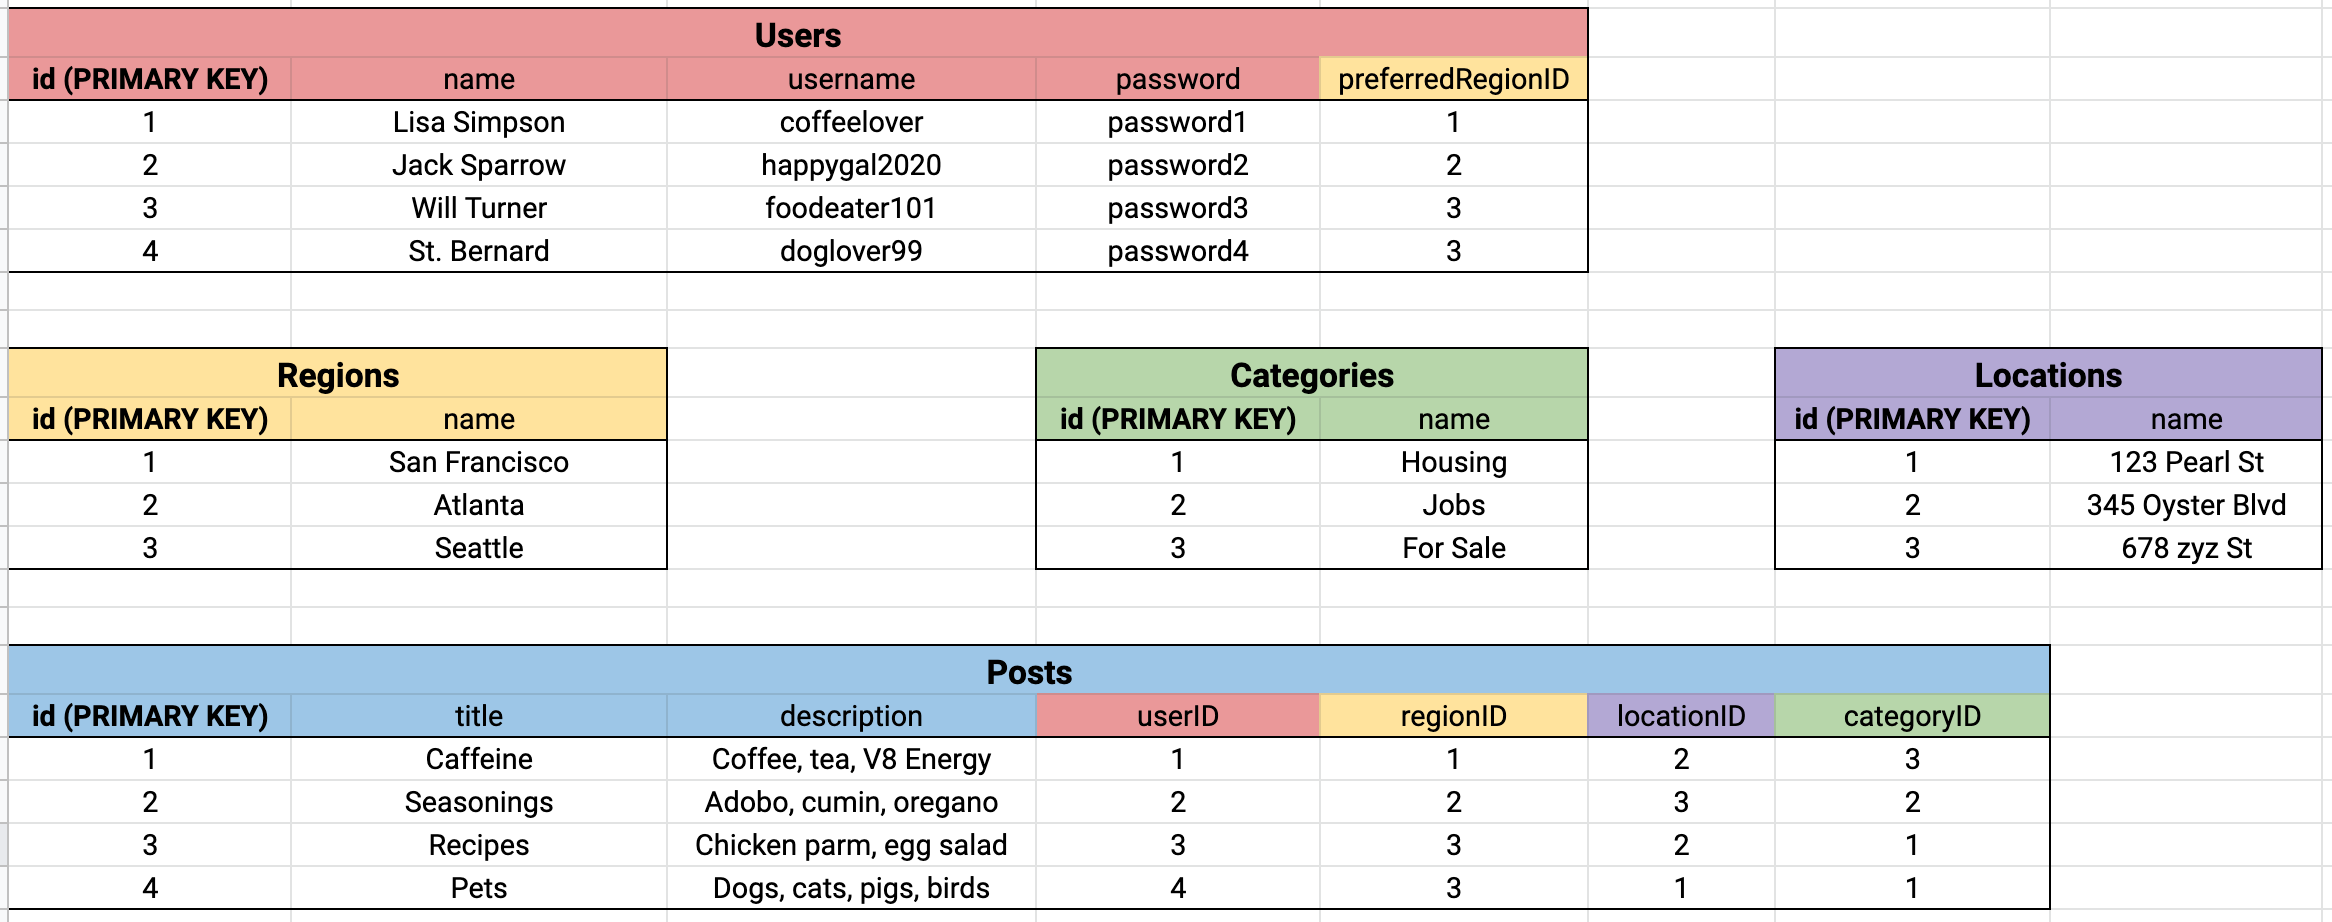 Users
id (PRIMARY KEY) name username password preferredRegionID
1 Lisa Simpson coffeelover password1 1
2 Jack Sparrow happygal2020 password2 2
3 Will Turner foodeater101 password3 3
4 St. Bernard doglover99 password4 3
Regions Categories Locations
id (PRIMARY KEY) name id (PRIMARY KEY) name id (PRIMARY KEY) name
1 San Francisco 1 Housing 1 123 Pearl St
2 Atlanta 2 Jobs 2 345 Oyster Blvd
3 Seattle 3 For Sale 3 678 zyz St
Posts
id (PRIMARY KEY) title description userID regionID locationID categoryID
1 Caffeine Coffee, tea, V8 Energy 1 1 2 3
2 Seasonings Adobo, cumin, oregano 2 2 3 2
3 Recipes Chicken parm, egg salad 3 3 2 1
4 Pets Dogs, cats, pigs, birds 4 3 1 1